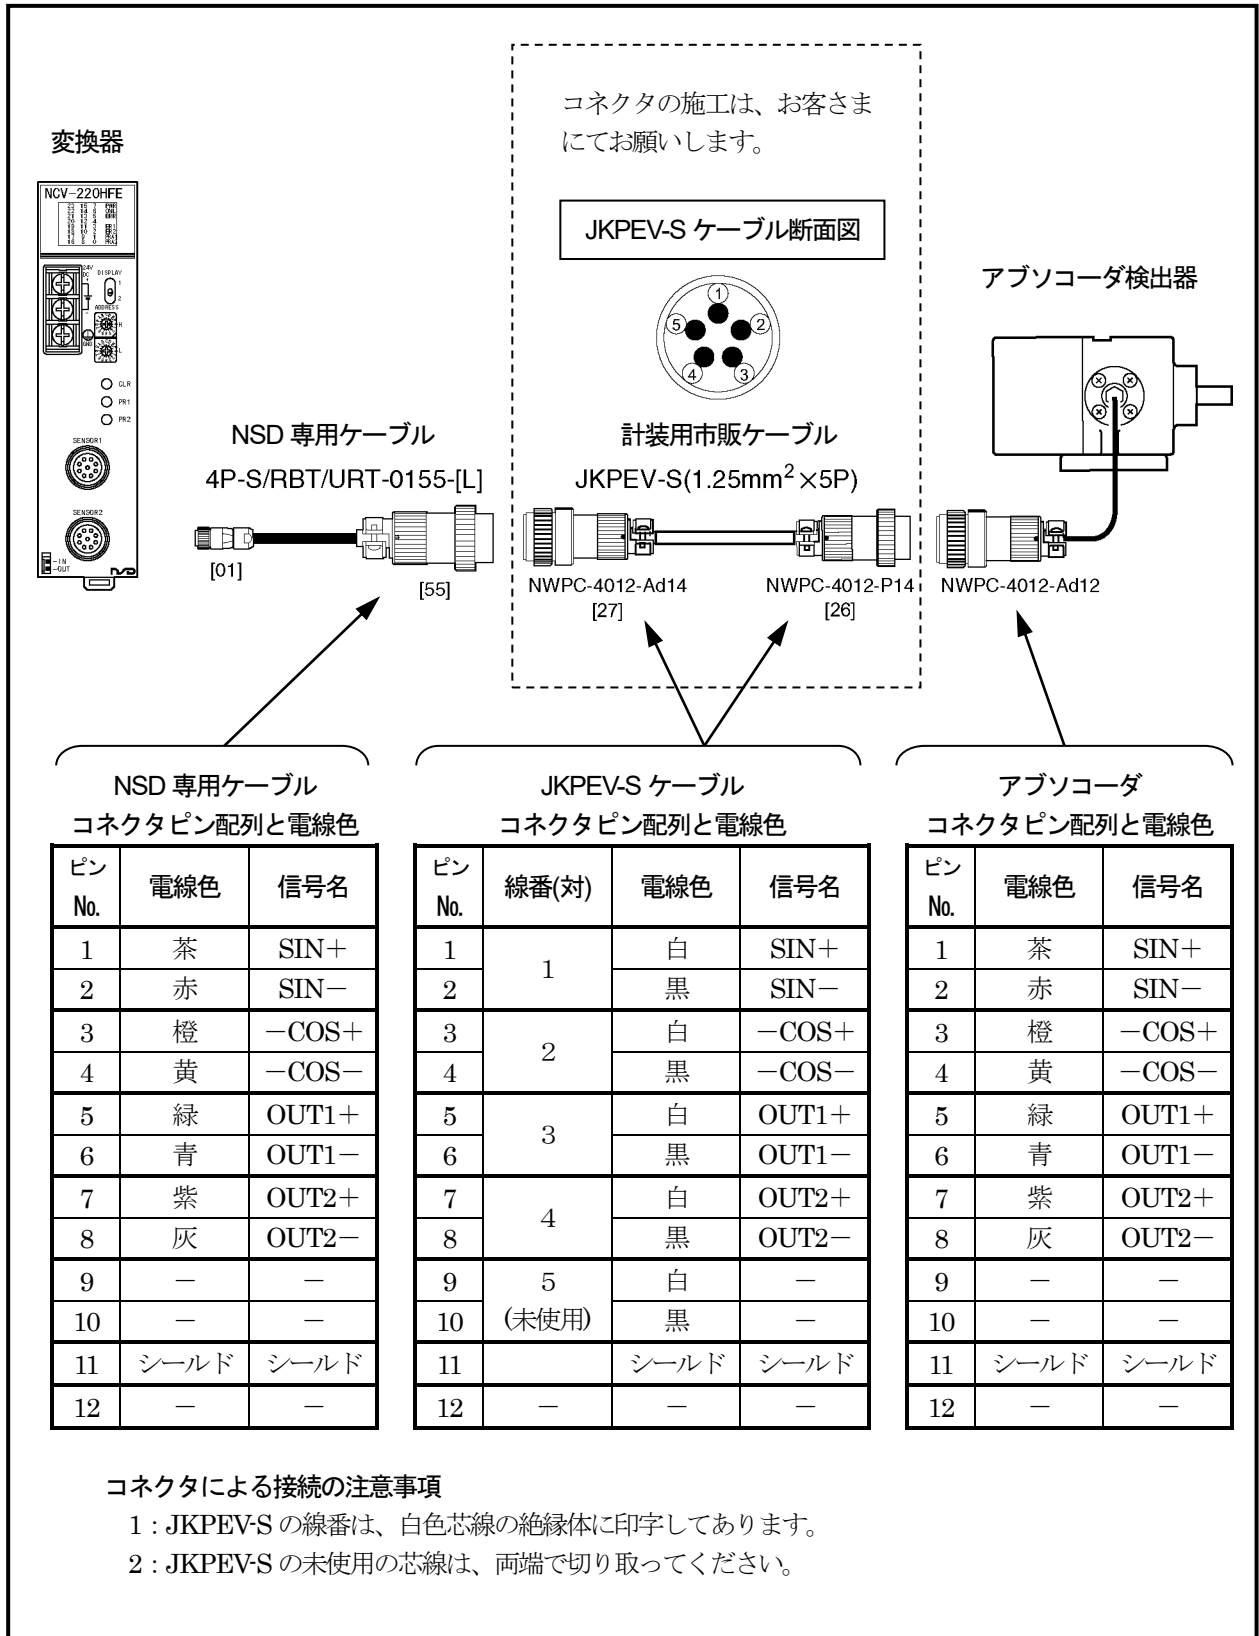 コネクタの施工は、お客さま
にてお願いします。
変換器
JKPEV-S ケーブル断面図
アブソコーダ検出器
NCV-220HFE
24V
DC
+
-
DISPLAY
1
2
ADDRESS
H
L
GND
CLR
PR1
PR2
SENSOR1
SENSOR2
-IN
-OUT
NSD
1
2
3
4
5
NSD 専用ケーブル
4P-S/RBT/URT-0155-[L]
計装用市販ケーブル
JKPEV-S(1.25mm²×5P)
[01]
[55]
NWPC-4012-Ad14
[27]
NWPC-4012-P14
[26]
NWPC-4012-Ad12
NSD 専用ケーブル
コネクタピン配列と電線色
ピン No. 電線色 信号名
1 茶 SIN+
2 赤 SIN−
3 橙 −COS+
4 黄 −COS−
5 緑 OUT1+
6 青 OUT1−
7 紫 OUT2+
8 灰 OUT2−
9 − −
10 − −
11 シールド シールド
12 − −
JKPEV-S ケーブル
コネクタピン配列と電線色
ピン No. 線番(対) 電線色 信号名
1 1 白 SIN+
2 黒 SIN−
3 2 白 −COS+
4 黒 −COS−
5 3 白 OUT1+
6 黒 OUT1−
7 4 白 OUT2+
8 黒 OUT2−
9 5 白 −
10 (未使用) 黒 −
11 シールド シールド
12 − − −
アブソコーダ
コネクタピン配列と電線色
ピン No. 電線色 信号名
1 茶 SIN+
2 赤 SIN−
3 橙 −COS+
4 黄 −COS−
5 緑 OUT1+
6 青 OUT1−
7 紫 OUT2+
8 灰 OUT2−
9 − −
10 − −
11 シールド シールド
12 − −
コネクタによる接続の注意事項
1 : JKPEV-S の線番は、白色芯線の絶縁体に印字してあります。
2 : JKPEV-S の未使用の芯線は、両端で切り取ってください。